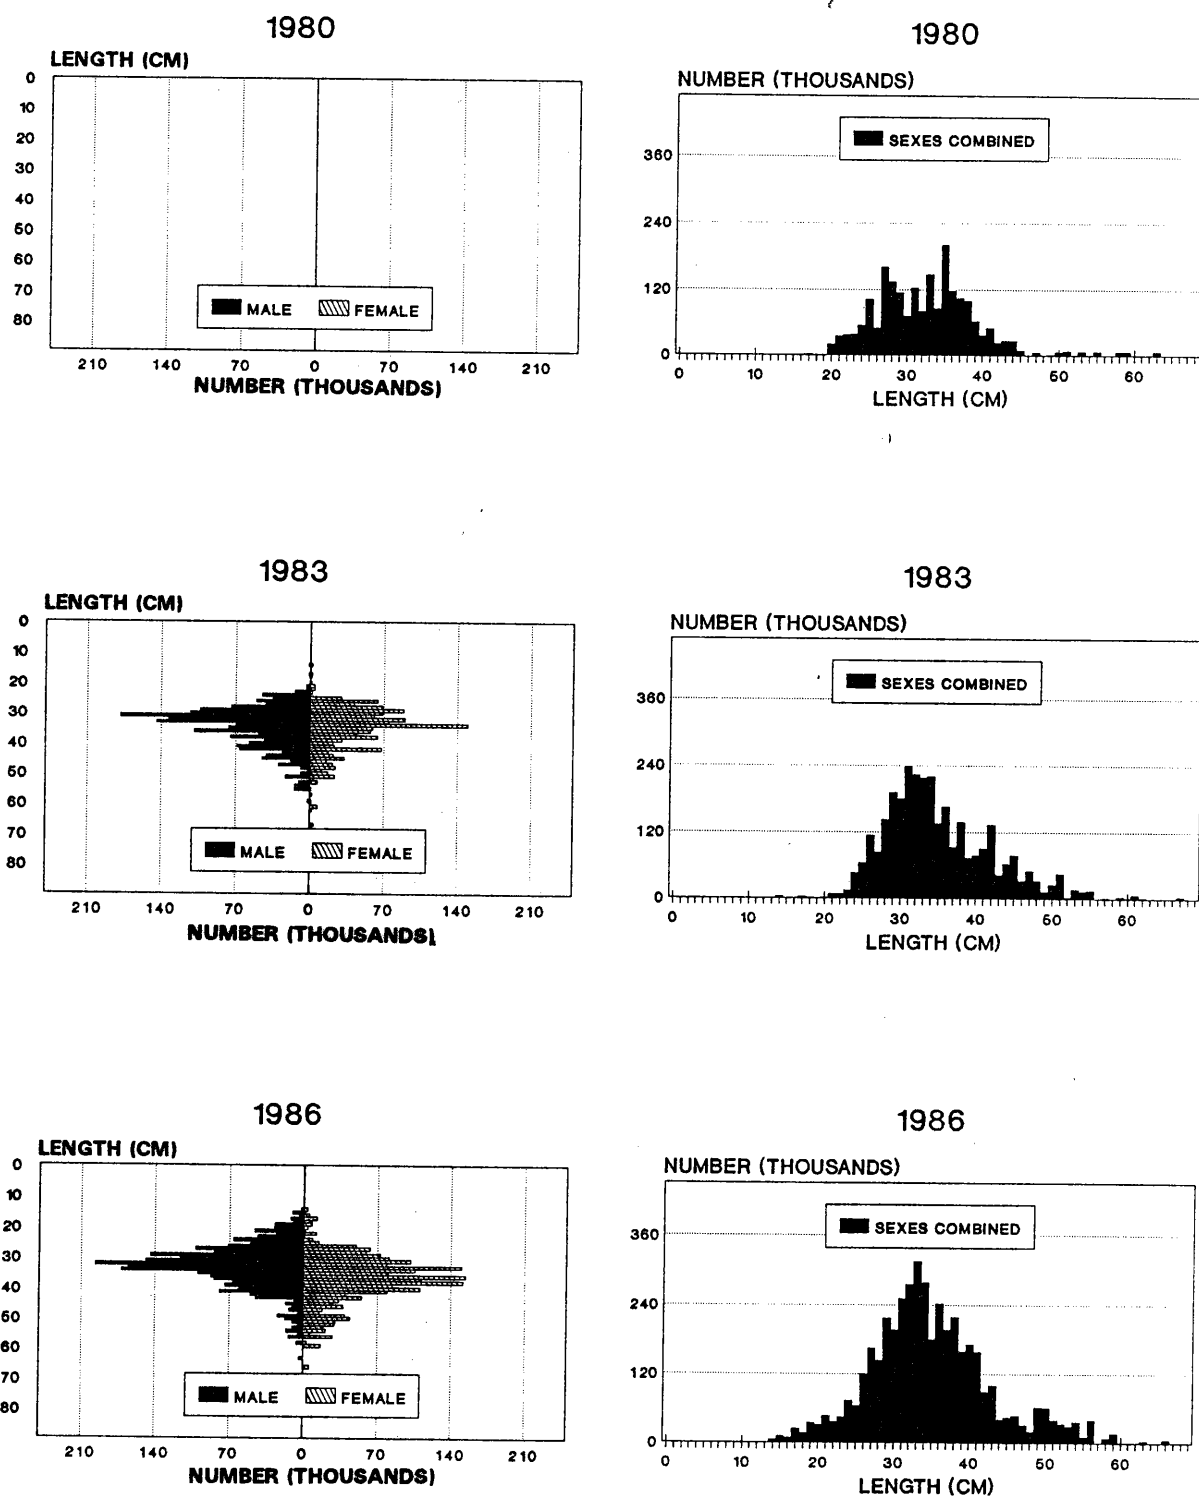 1980
LENGTH (CM)
0
10
20
30
40
50
60
70
80
MALE FEMALE
210 140 70 0 70 140 210
NUMBER (THOUSANDS)
1980
NUMBER (THOUSANDS)
SEXES COMBINED
360
240
120
0
0 10 20 30 40 50 60
LENGTH (CM)
1983
LENGTH (CM)
0
10
20
30
40
50
60
70
80
MALE FEMALE
210 140 70 0 70 140 210
NUMBER (THOUSANDS)
1983
NUMBER (THOUSANDS)
SEXES COMBINED
360
240
120
0
0 10 20 30 40 50 60
LENGTH (CM)
1986
LENGTH (CM)
0
10
20
30
40
50
60
70
80
MALE FEMALE
210 140 70 0 70 140 210
NUMBER (THOUSANDS)
1986
NUMBER (THOUSANDS)
SEXES COMBINED
360
240
120
0
0 10 20 30 40 50 60
LENGTH (CM)